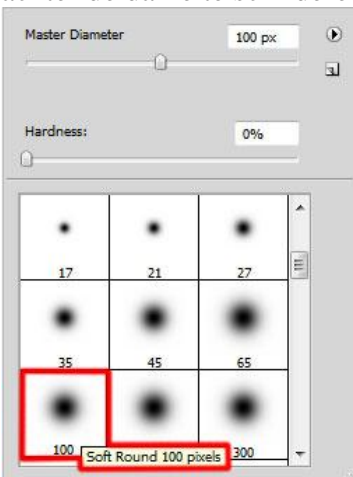 Master Diameter 100 px
Hardness: 0%
17 21 27
35 45 65
100 300
Soft Round 100 pixels